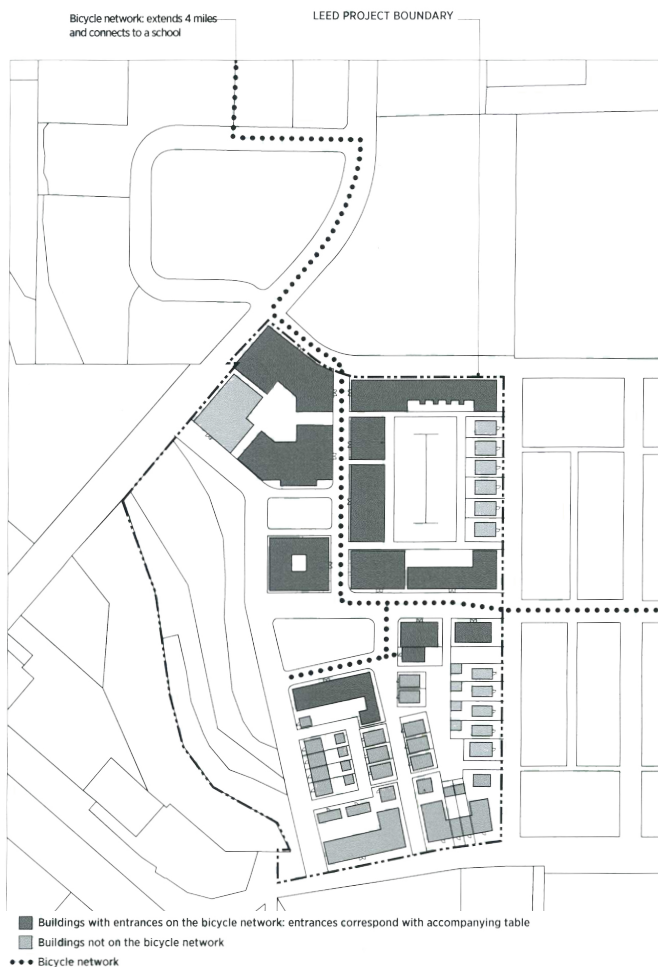 Bicycle network: extends 4 miles
and connects to a school
LEED PROJECT BOUNDARY
Buildings with entrances on the bicycle network: entrances correspond with accompanying table
Buildings not on the bicycle network
Bicycle network